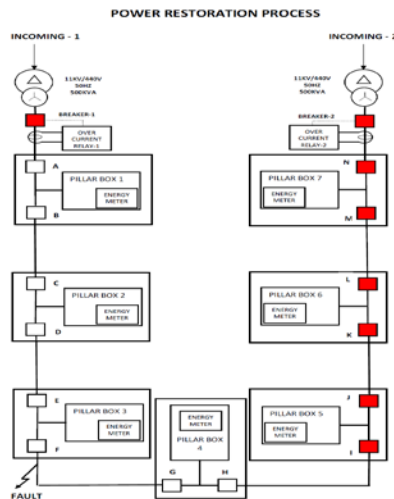 POWER RESTORATION PROCESS
INCOMING - 1
INCOMING - 2
11KV/440V
50HZ
500KVA
11KV/440V
50HZ
500KVA
BREAKER-1
BREAKER-2
OVER
CURRENT
RELAY-1
OVER
CURRENT
RELAY-2
A
PILLAR BOX 1
ENERGY
METER
B
N
PILLAR BOX 7
ENERGY
METER
M
C
PILLAR BOX 2
ENERGY
METER
D
L
PILLAR BOX 6
ENERGY
METER
K
E
PILLAR BOX 3
ENERGY
METER
F
J
PILLAR BOX 5
ENERGY
METER
I
ENERGY
METER
PILLAR BOX
4
G
H
FAULT